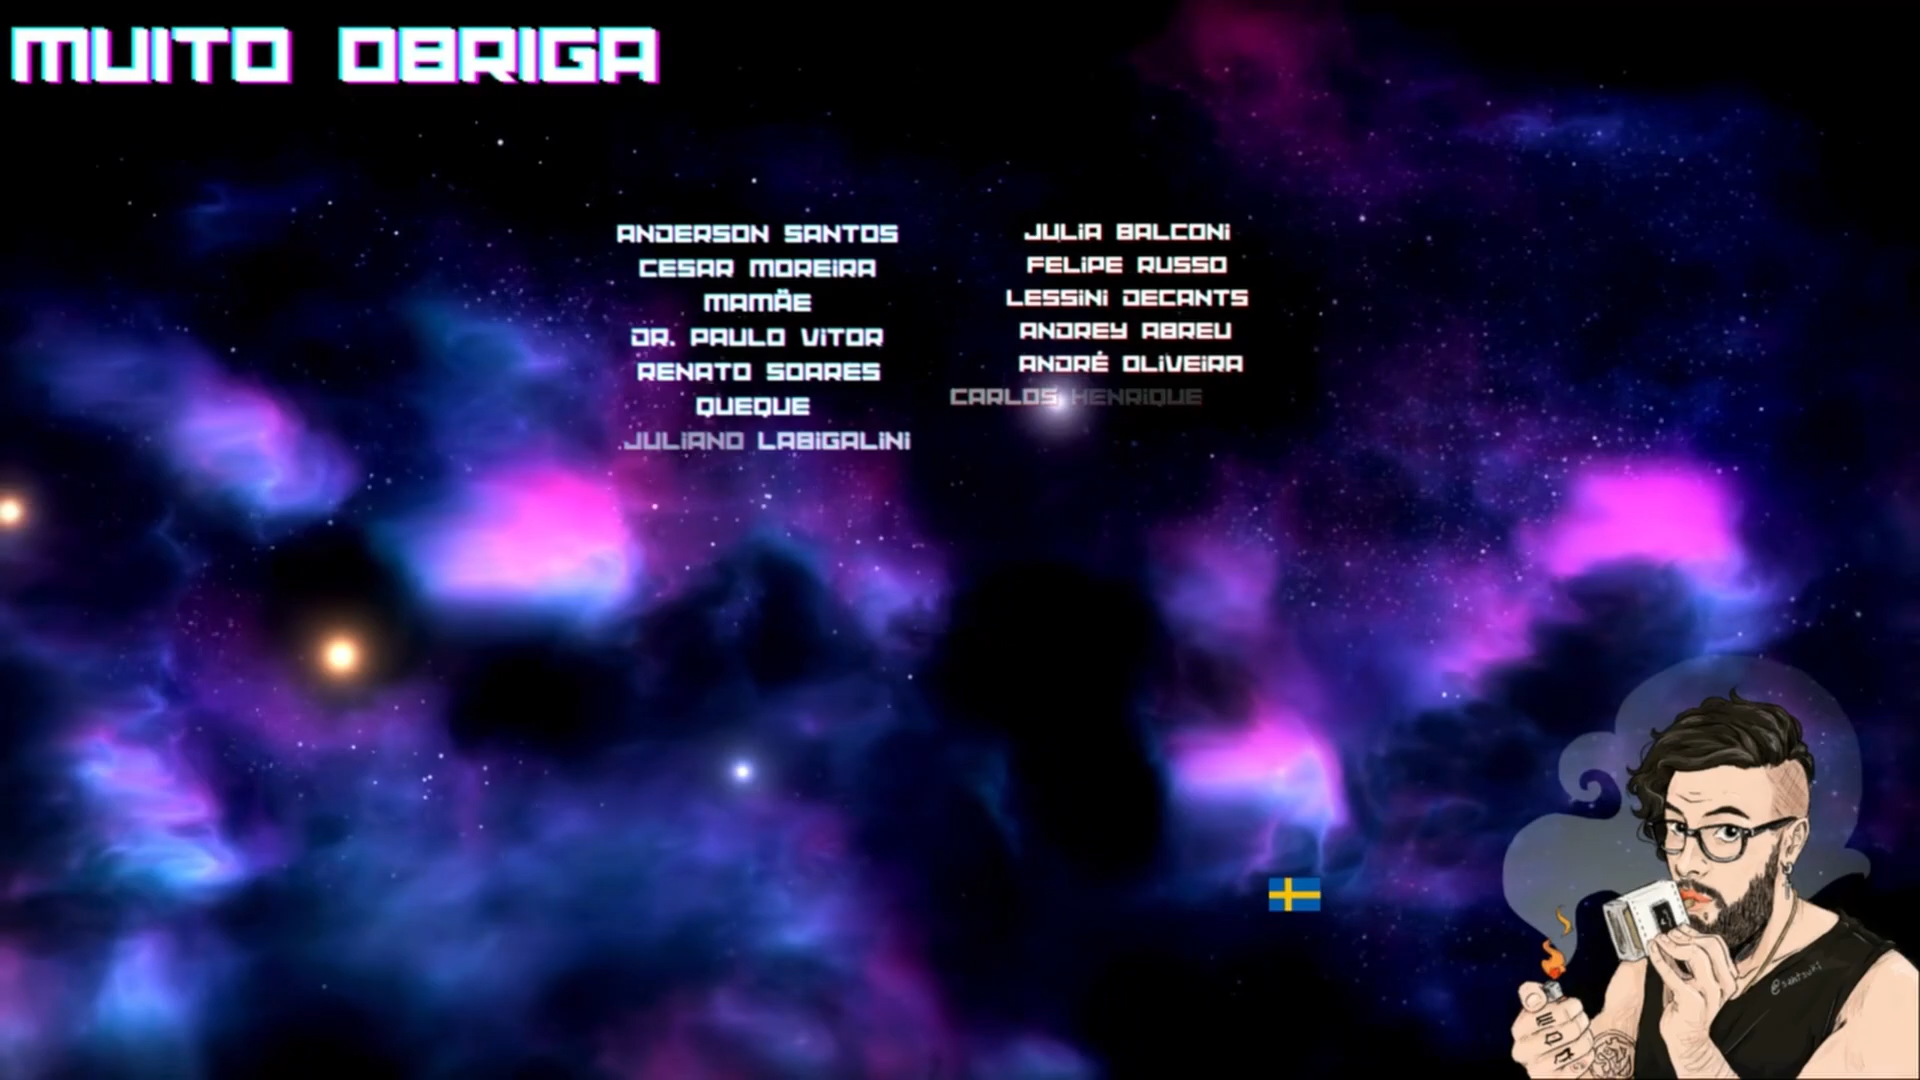 MUITO OBRIGA
ANDERSON SANTOS
CESAR MOREIRA
MAMÃE
DR. PAULO VITOR
RENATO SOARES
QUEQUE
JULIANO LABIGALINI
JULIA BALCONI
FELIPE RUSSO
LESSINI DECANTS
ANDREY ABREU
ANDRÉ OLIVEIRA
CARLOS HENRIQUE